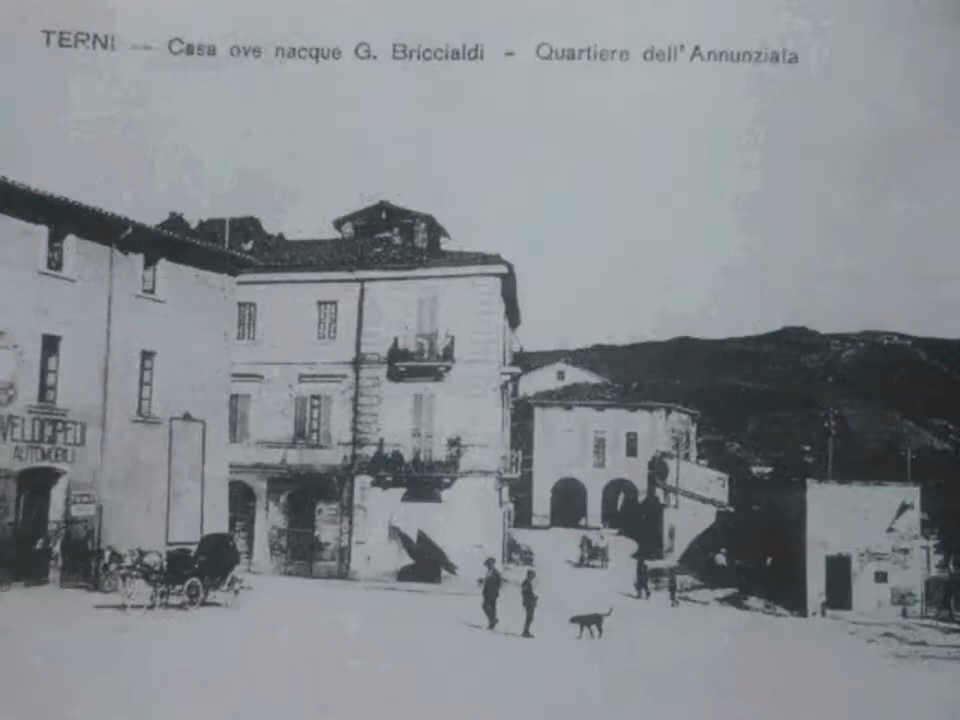 TERNI — Casa ove nacque G. Briccialdi – Quartiere dell'Annunziata
VELOCIPEDI
AUTOMOBILI